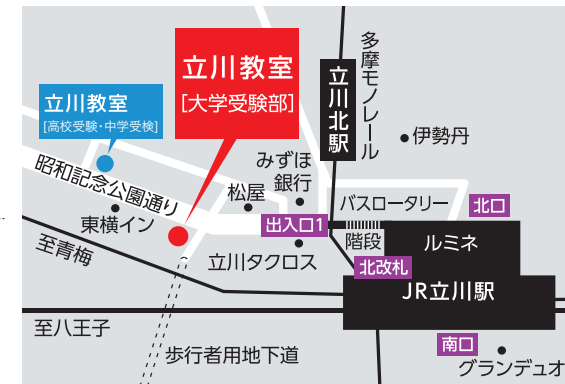 立川教室
[大学受験部]
立川教室
[高校受験・中学受検]
多摩モノレール
立川北駅
伊勢丹
みずほ
銀行
昭和記念公園通り
松屋
バスロータリー
北口
東横イン
出入口1
階段
ルミネ
至青梅
立川タクロス
北改札
JR立川駅
至八王子
歩行者用地下道
南口
グランデュオ